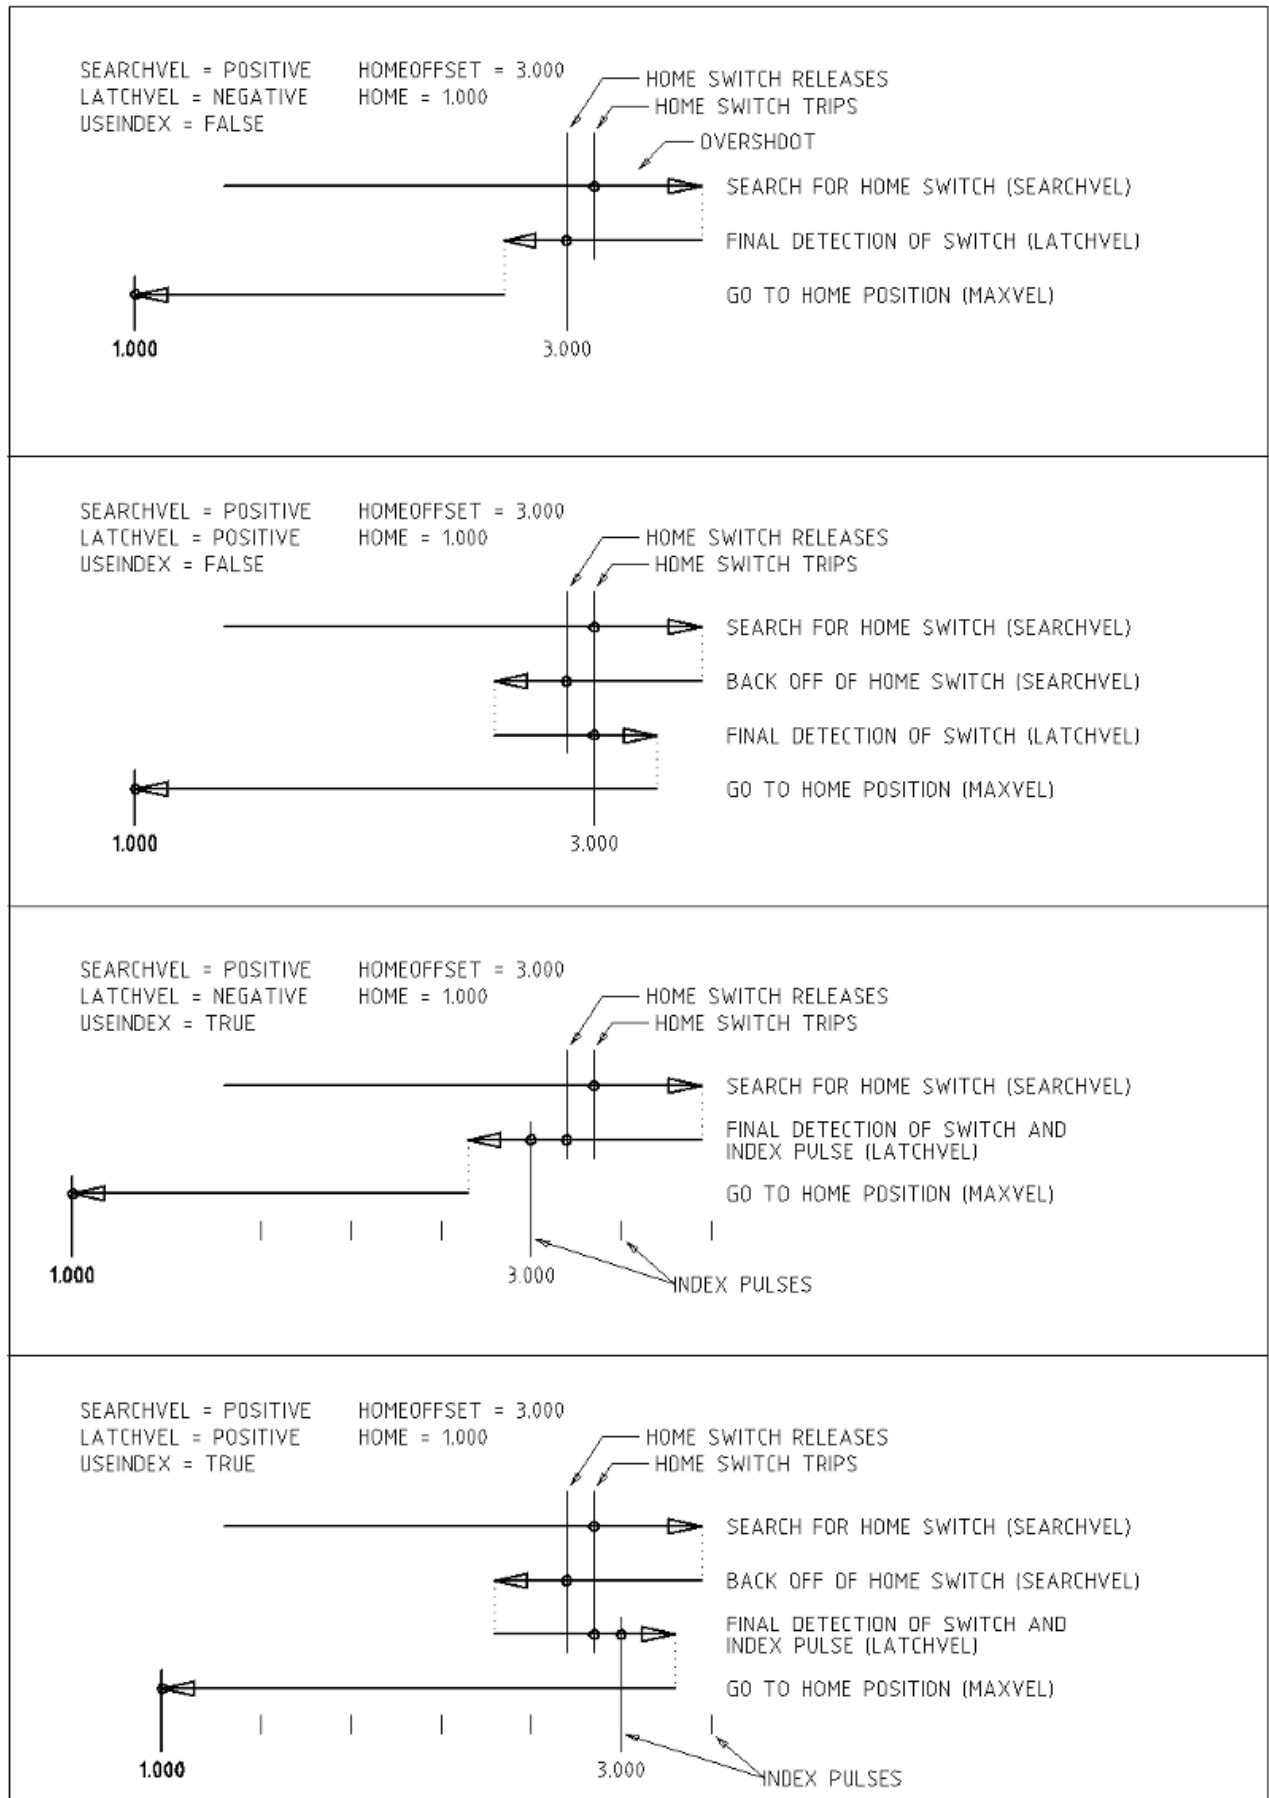 SEARCHVEL = POSITIVE HOMEOFFSET = 3.000
LATCHVEL = NEGATIVE HOME = 1.000
USEINDEX = FALSE
HOME SWITCH RELEASES
HOME SWITCH TRIPS
OVERSHOOT
SEARCH FOR HOME SWITCH (SEARCHVEL)
FINAL DETECTION OF SWITCH (LATCHVEL)
GO TO HOME POSITION (MAXVEL)
1.000 3.000
SEARCHVEL = POSITIVE HOMEOFFSET = 3.000
LATCHVEL = POSITIVE HOME = 1.000
USEINDEX = FALSE
HOME SWITCH RELEASES
HOME SWITCH TRIPS
SEARCH FOR HOME SWITCH (SEARCHVEL)
BACK OFF OF HOME SWITCH (SEARCHVEL)
FINAL DETECTION OF SWITCH (LATCHVEL)
GO TO HOME POSITION (MAXVEL)
1.000 3.000
SEARCHVEL = POSITIVE HOMEOFFSET = 3.000
LATCHVEL = NEGATIVE HOME = 1.000
USEINDEX = TRUE
HOME SWITCH RELEASES
HOME SWITCH TRIPS
SEARCH FOR HOME SWITCH (SEARCHVEL)
FINAL DETECTION OF SWITCH AND
INDEX PULSE (LATCHVEL)
GO TO HOME POSITION (MAXVEL)
1.000 3.000
INDEX PULSES
SEARCHVEL = POSITIVE HOMEOFFSET = 3.000
LATCHVEL = POSITIVE HOME = 1.000
USEINDEX = TRUE
HOME SWITCH RELEASES
HOME SWITCH TRIPS
SEARCH FOR HOME SWITCH (SEARCHVEL)
BACK OFF OF HOME SWITCH (SEARCHVEL)
FINAL DETECTION OF SWITCH AND
INDEX PULSE (LATCHVEL)
GO TO HOME POSITION (MAXVEL)
1.000 3.000
INDEX PULSES